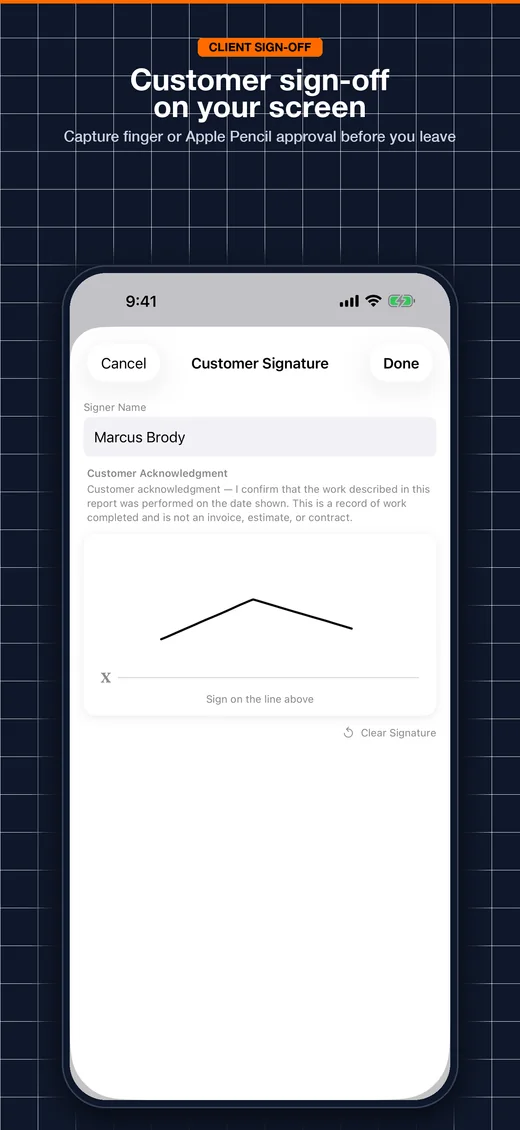 CLIENT SIGN-OFF
Customer sign-off
on your screen
Capture finger or Apple Pencil approval before you leave
9:41
Cancel
Customer Signature
Done
Signer Name
Marcus Brody
Customer Acknowledgment
Customer acknowledgment — I confirm that the work described in this
report was performed on the date shown. This is a record of work
completed and is not an invoice, estimate, or contract.
X
Sign on the line above
Clear Signature